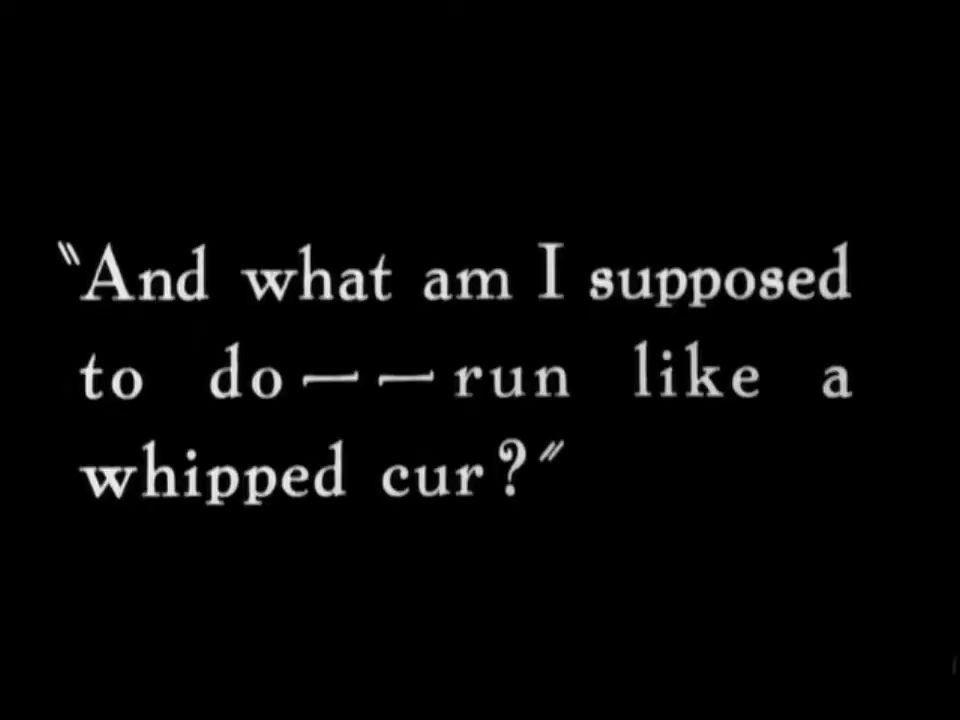 "And what am I supposed
to do——run like a
whipped cur?"